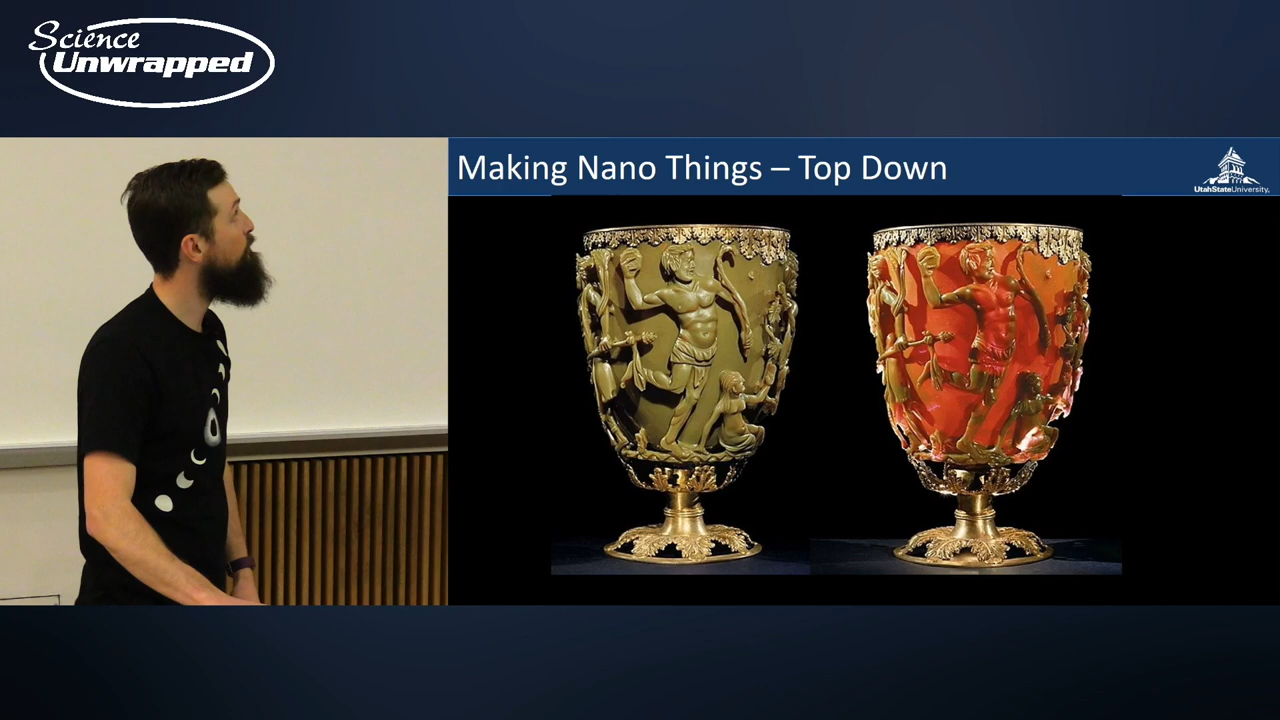 Science
Unwrapped
Making Nano Things – Top Down
UtahStateUniversity.